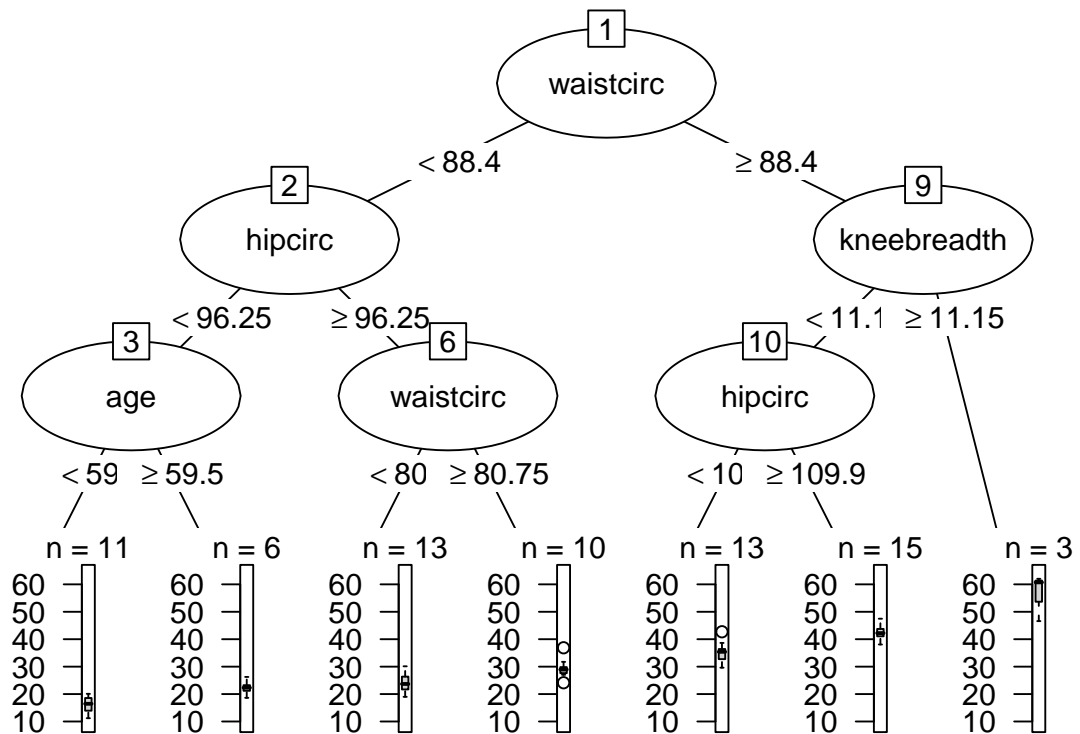 1
waistcirc
< 88.4 ≥ 88.4
2 9
hipcirc kneebreadth
< 96.25 ≥ 96.25 < 11.1 ≥ 11.15
3 6 10
age waistcirc hipcirc
< 59 ≥ 59.5 < 80 ≥ 80.75 < 10 ≥ 109.9
n = 11 n = 6 n = 13 n = 10 n = 13 n = 15 n = 3
60 60 60 60 60 60 60
50 50 50 50 50 50 50
40 40 40 40 40 40 40
30 30 30 30 30 30 30
20 20 20 20 20 20 20
10 10 10 10 10 10 10